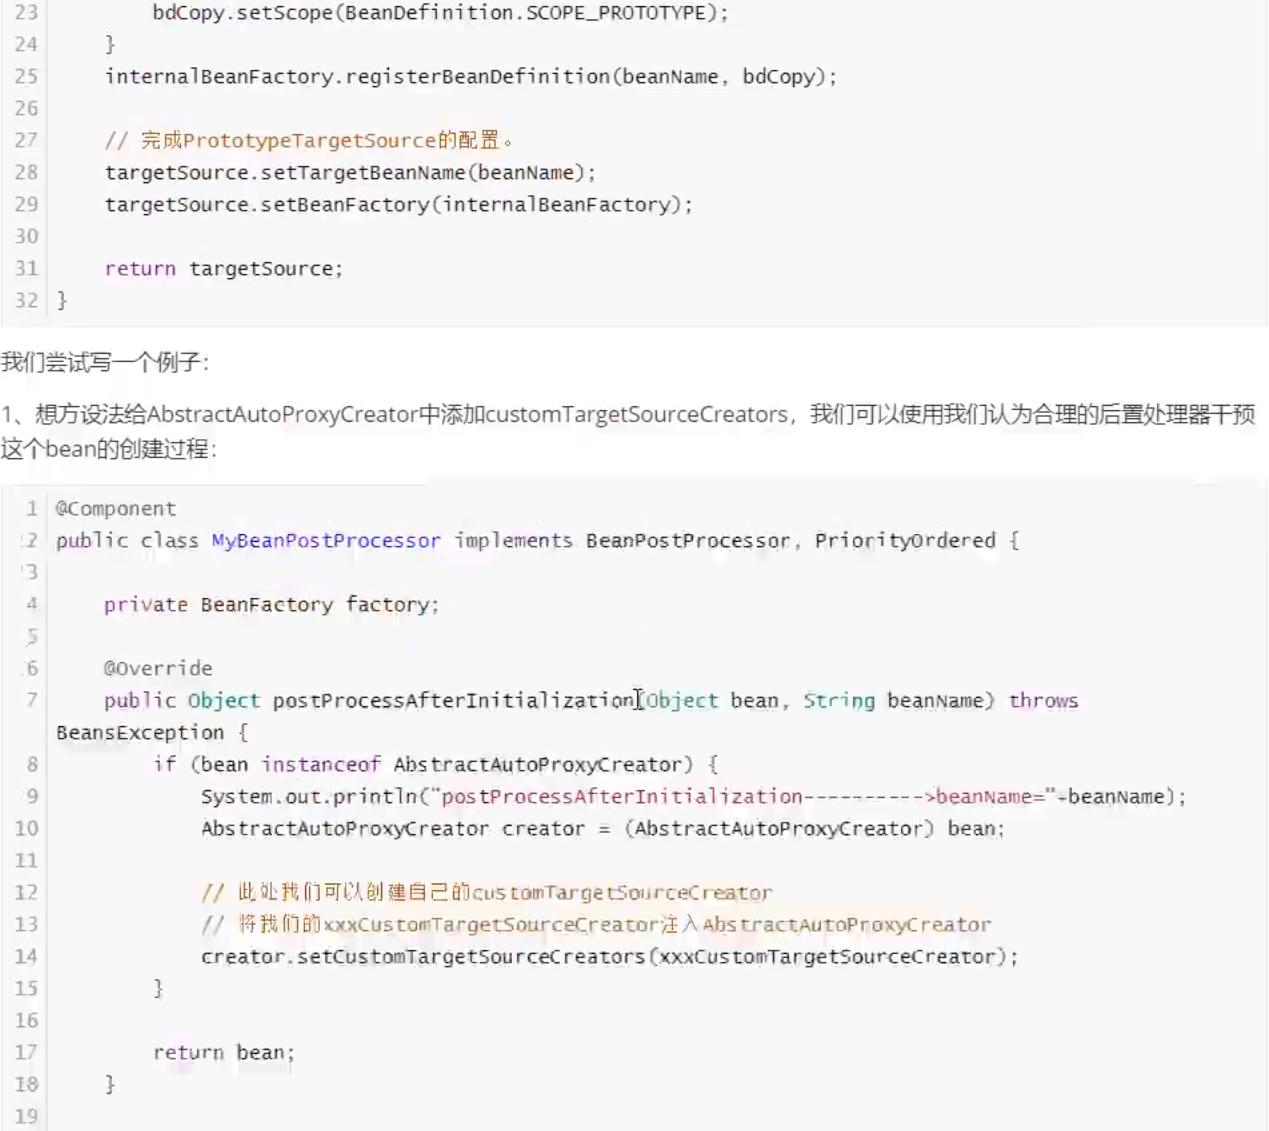 23 bdCopy.setScope(BeanDefinition.SCOPE_PROTOTYPE);
24 }
25 internalBeanFactory.registerBeanDefinition(beanName, bdCopy);
26
27 // 完成PrototypeTargetSource的配置。
28 targetSource.setTargetBeanName(beanName);
29 targetSource.setBeanFactory(internalBeanFactory);
30
31 return targetSource;
32 }
我们尝试写一个例子:
1、想方设法给AbstractAutoProxyCreator中添加customTargetSourceCreators，我们可以使用我们认为合理的后置处理器干预
这个bean的创建过程:
1 @Component
2 public class MyBeanPostProcessor implements BeanPostProcessor, PriorityOrdered {
3
4 private BeanFactory factory;
5
6 @Override
7 public Object postProcessAfterInitialization(Object bean, String beanName) throws
BeansException {
8 if (bean instanceof AbstractAutoProxyCreator) {
9 System.out.println("postProcessAfterInitialization---------->beanName="-beanName);
10 AbstractAutoProxyCreator creator = (AbstractAutoProxyCreator) bean;
11
12 // 此处我们可以创建自己的customTargetSourceCreator
13 // 将我们的xxxCustomTargetSourceCreator注入AbstractAutoProxyCreator
14 creator.setCustomTargetSourceCreators(xxxCustomTargetSourceCreator);
15 }
16
17 return bean;
18 }
19